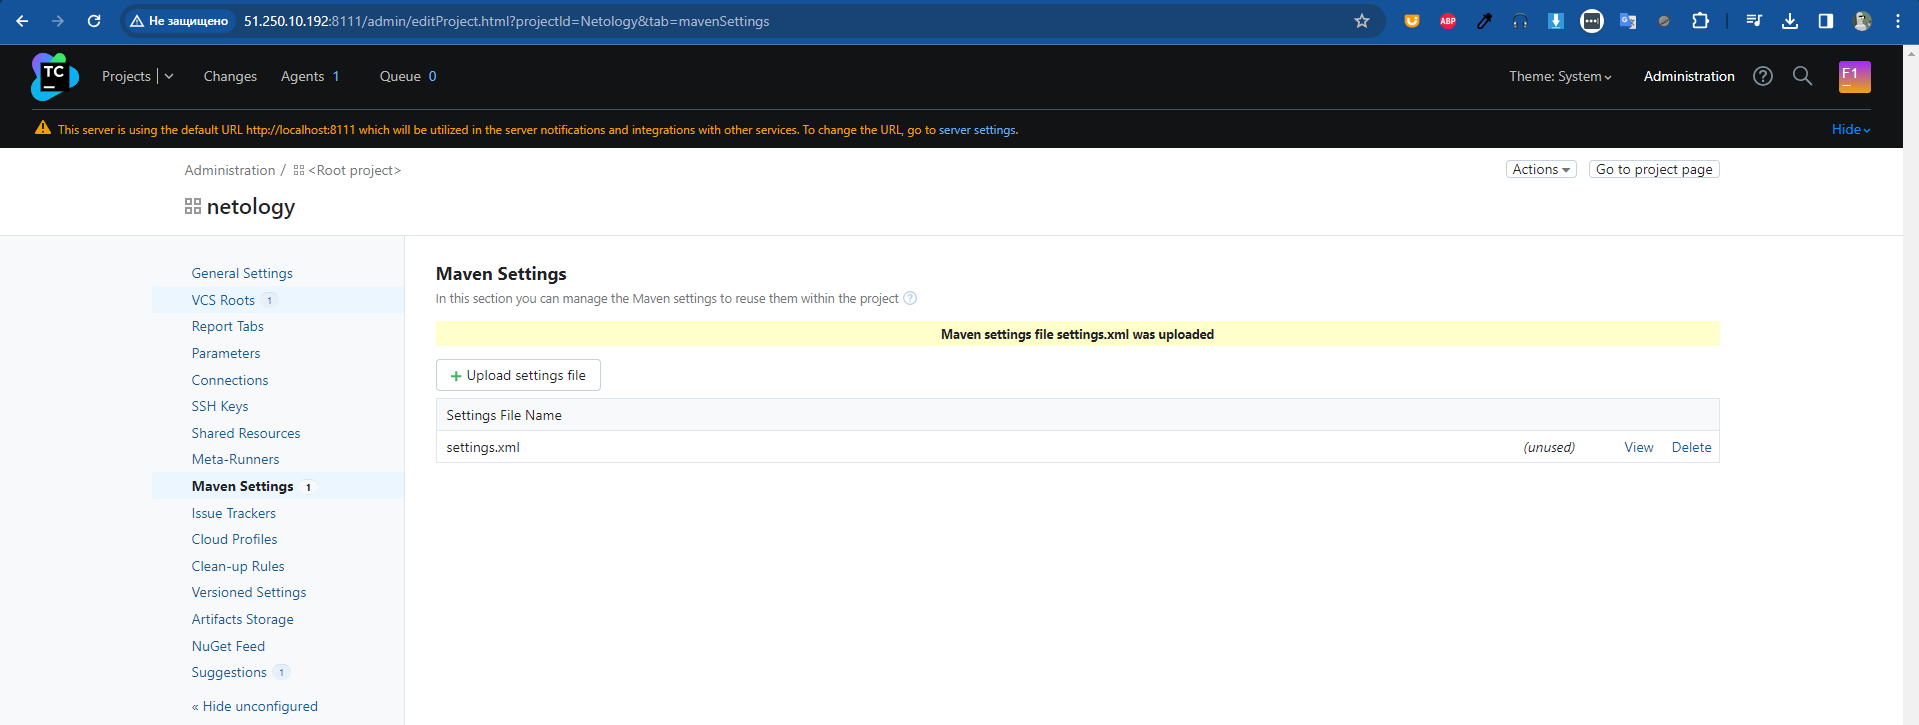 Не защищено 51.250.10.192:8111/admin/editProject.html?projectId=Netology&tab=mavenSettings
ABP
TC
Projects Changes Agents 1 Queue 0 Theme: System Administration ? F1
This server is using the default URL http://localhost:8111 which will be utilized in the server notifications and integrations with other services. To change the URL, go to server settings. Hide
Administration / <Root project> Actions Go to project page
netology
General Settings
VCS Roots 1
Report Tabs
Parameters
Connections
SSH Keys
Shared Resources
Meta-Runners
Maven Settings 1
Issue Trackers
Cloud Profiles
Clean-up Rules
Versioned Settings
Artifacts Storage
NuGet Feed
Suggestions 1
« Hide unconfigured
Maven Settings
In this section you can manage the Maven settings to reuse them within the project ?
Maven settings file settings.xml was uploaded
+ Upload settings file
Settings File Name
settings.xml (unused) View Delete